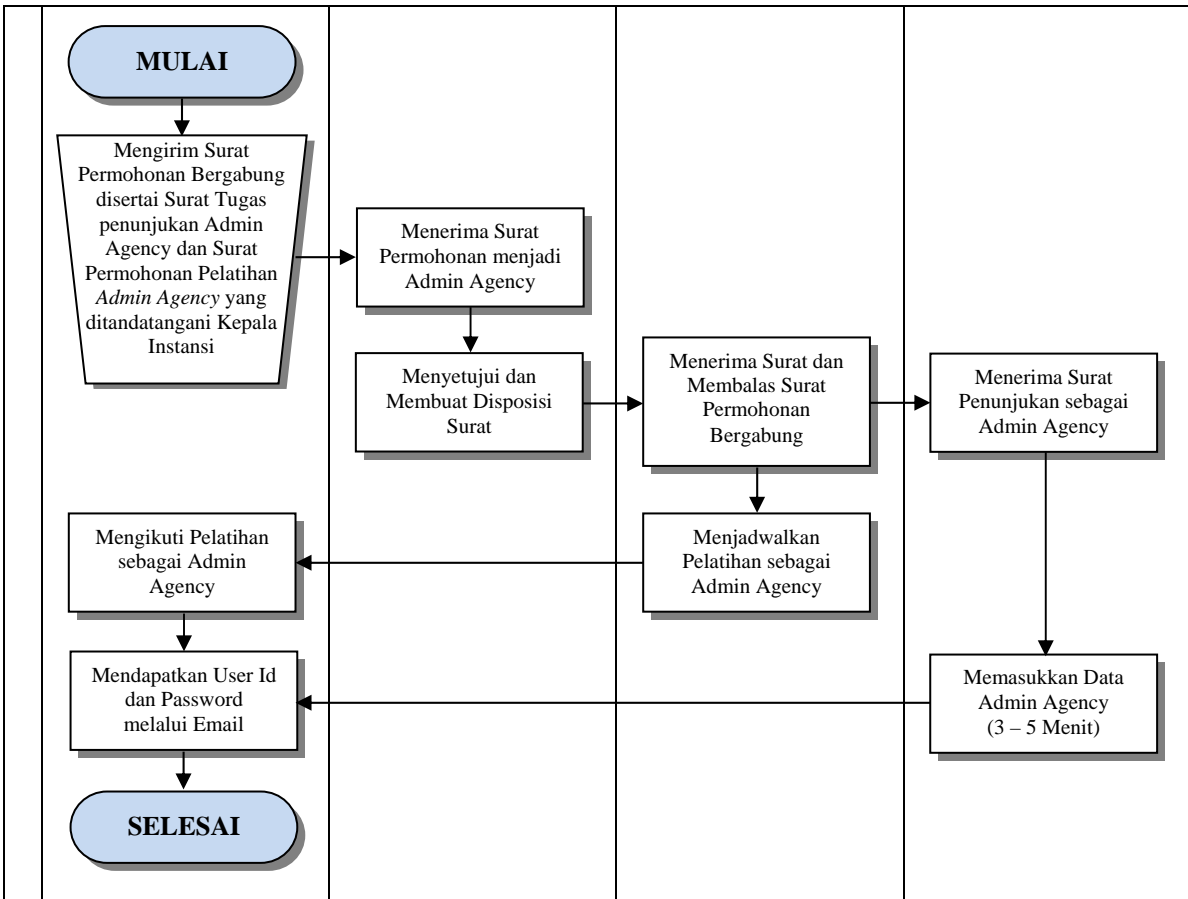 MULAI
Mengirim Surat
Permohonan Bergabung
disertai Surat Tugas
penunjukan Admin
Agency dan Surat
Permohonan Pelatihan
Admin Agency yang
ditandatangani Kepala
Instansi
Menerima Surat
Permohonan menjadi
Admin Agency
Menyetujui dan
Membuat Disposisi
Surat
Menerima Surat dan
Membalas Surat
Permohonan
Bergabung
Menerima Surat
Penunjukan sebagai
Admin Agency
Mengikuti Pelatihan
sebagai Admin
Agency
Menjadwalkan
Pelatihan sebagai
Admin Agency
Mendapatkan User Id
dan Password
melalui Email
Memasukkan Data
Admin Agency
(3 – 5 Menit)
SELESAI